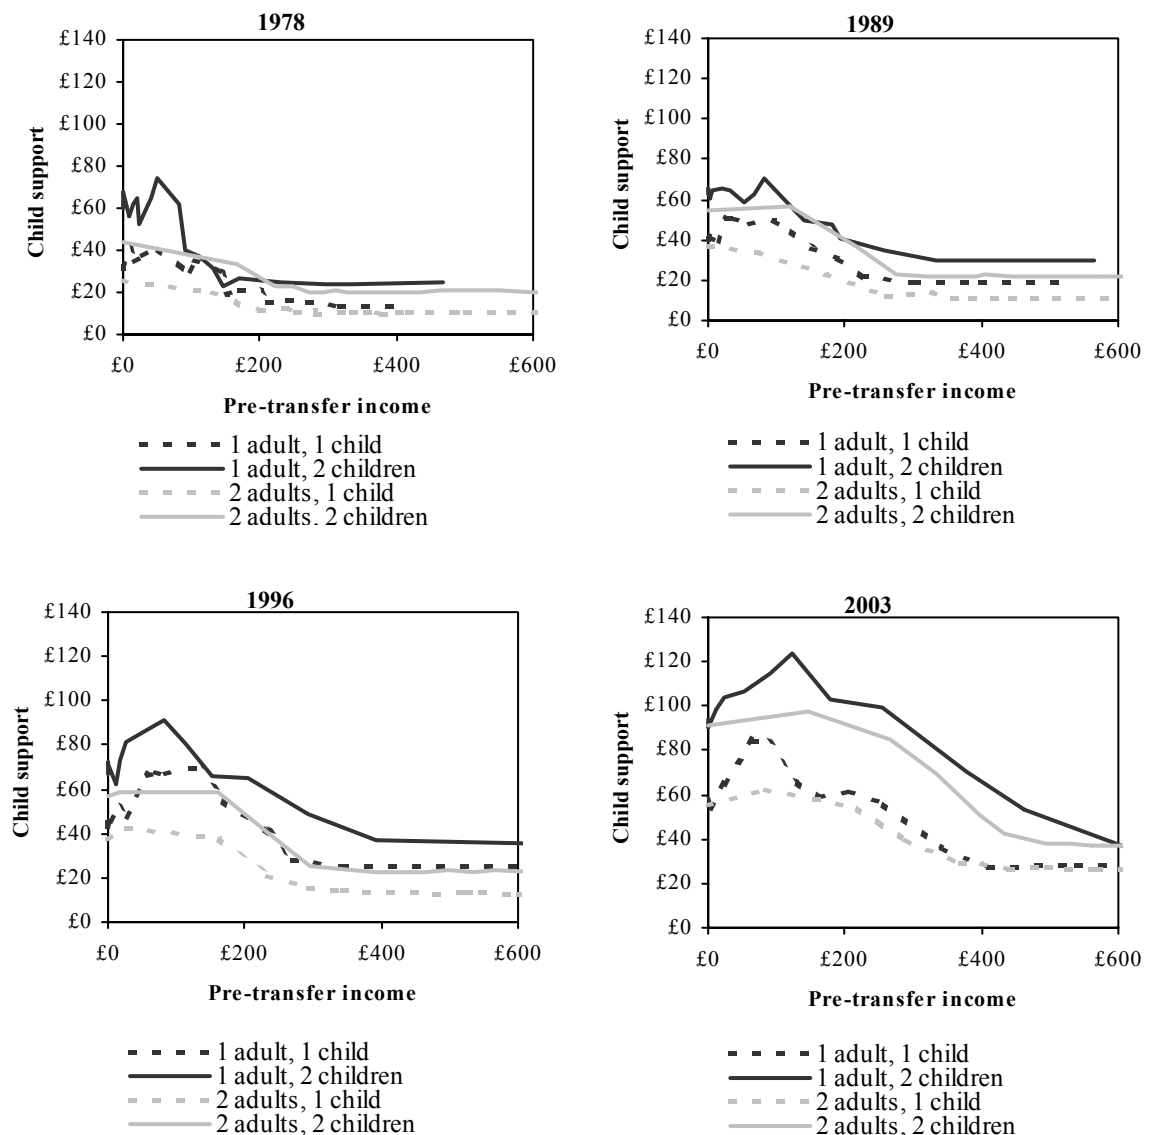 1978
£140
£120
£100
£80
£60
£40
£20
£0
Child support
£0 £200 £400 £600
Pre-transfer income
1 adult, 1 child
1 adult, 2 children
2 adults, 1 child
2 adults, 2 children
1989
£140
£120
£100
£80
£60
£40
£20
£0
Child support
£0 £200 £400 £600
Pre-transfer income
1 adult, 1 child
1 adult, 2 children
2 adults, 1 child
2 adults, 2 children
1996
£140
£120
£100
£80
£60
£40
£20
£0
Child support
£0 £200 £400 £600
Pre-transfer income
1 adult, 1 child
1 adult, 2 children
2 adults, 1 child
2 adults, 2 children
2003
£140
£120
£100
£80
£60
£40
£20
£0
Child support
£0 £200 £400 £600
Pre-transfer income
1 adult, 1 child
1 adult, 2 children
2 adults, 1 child
2 adults, 2 children